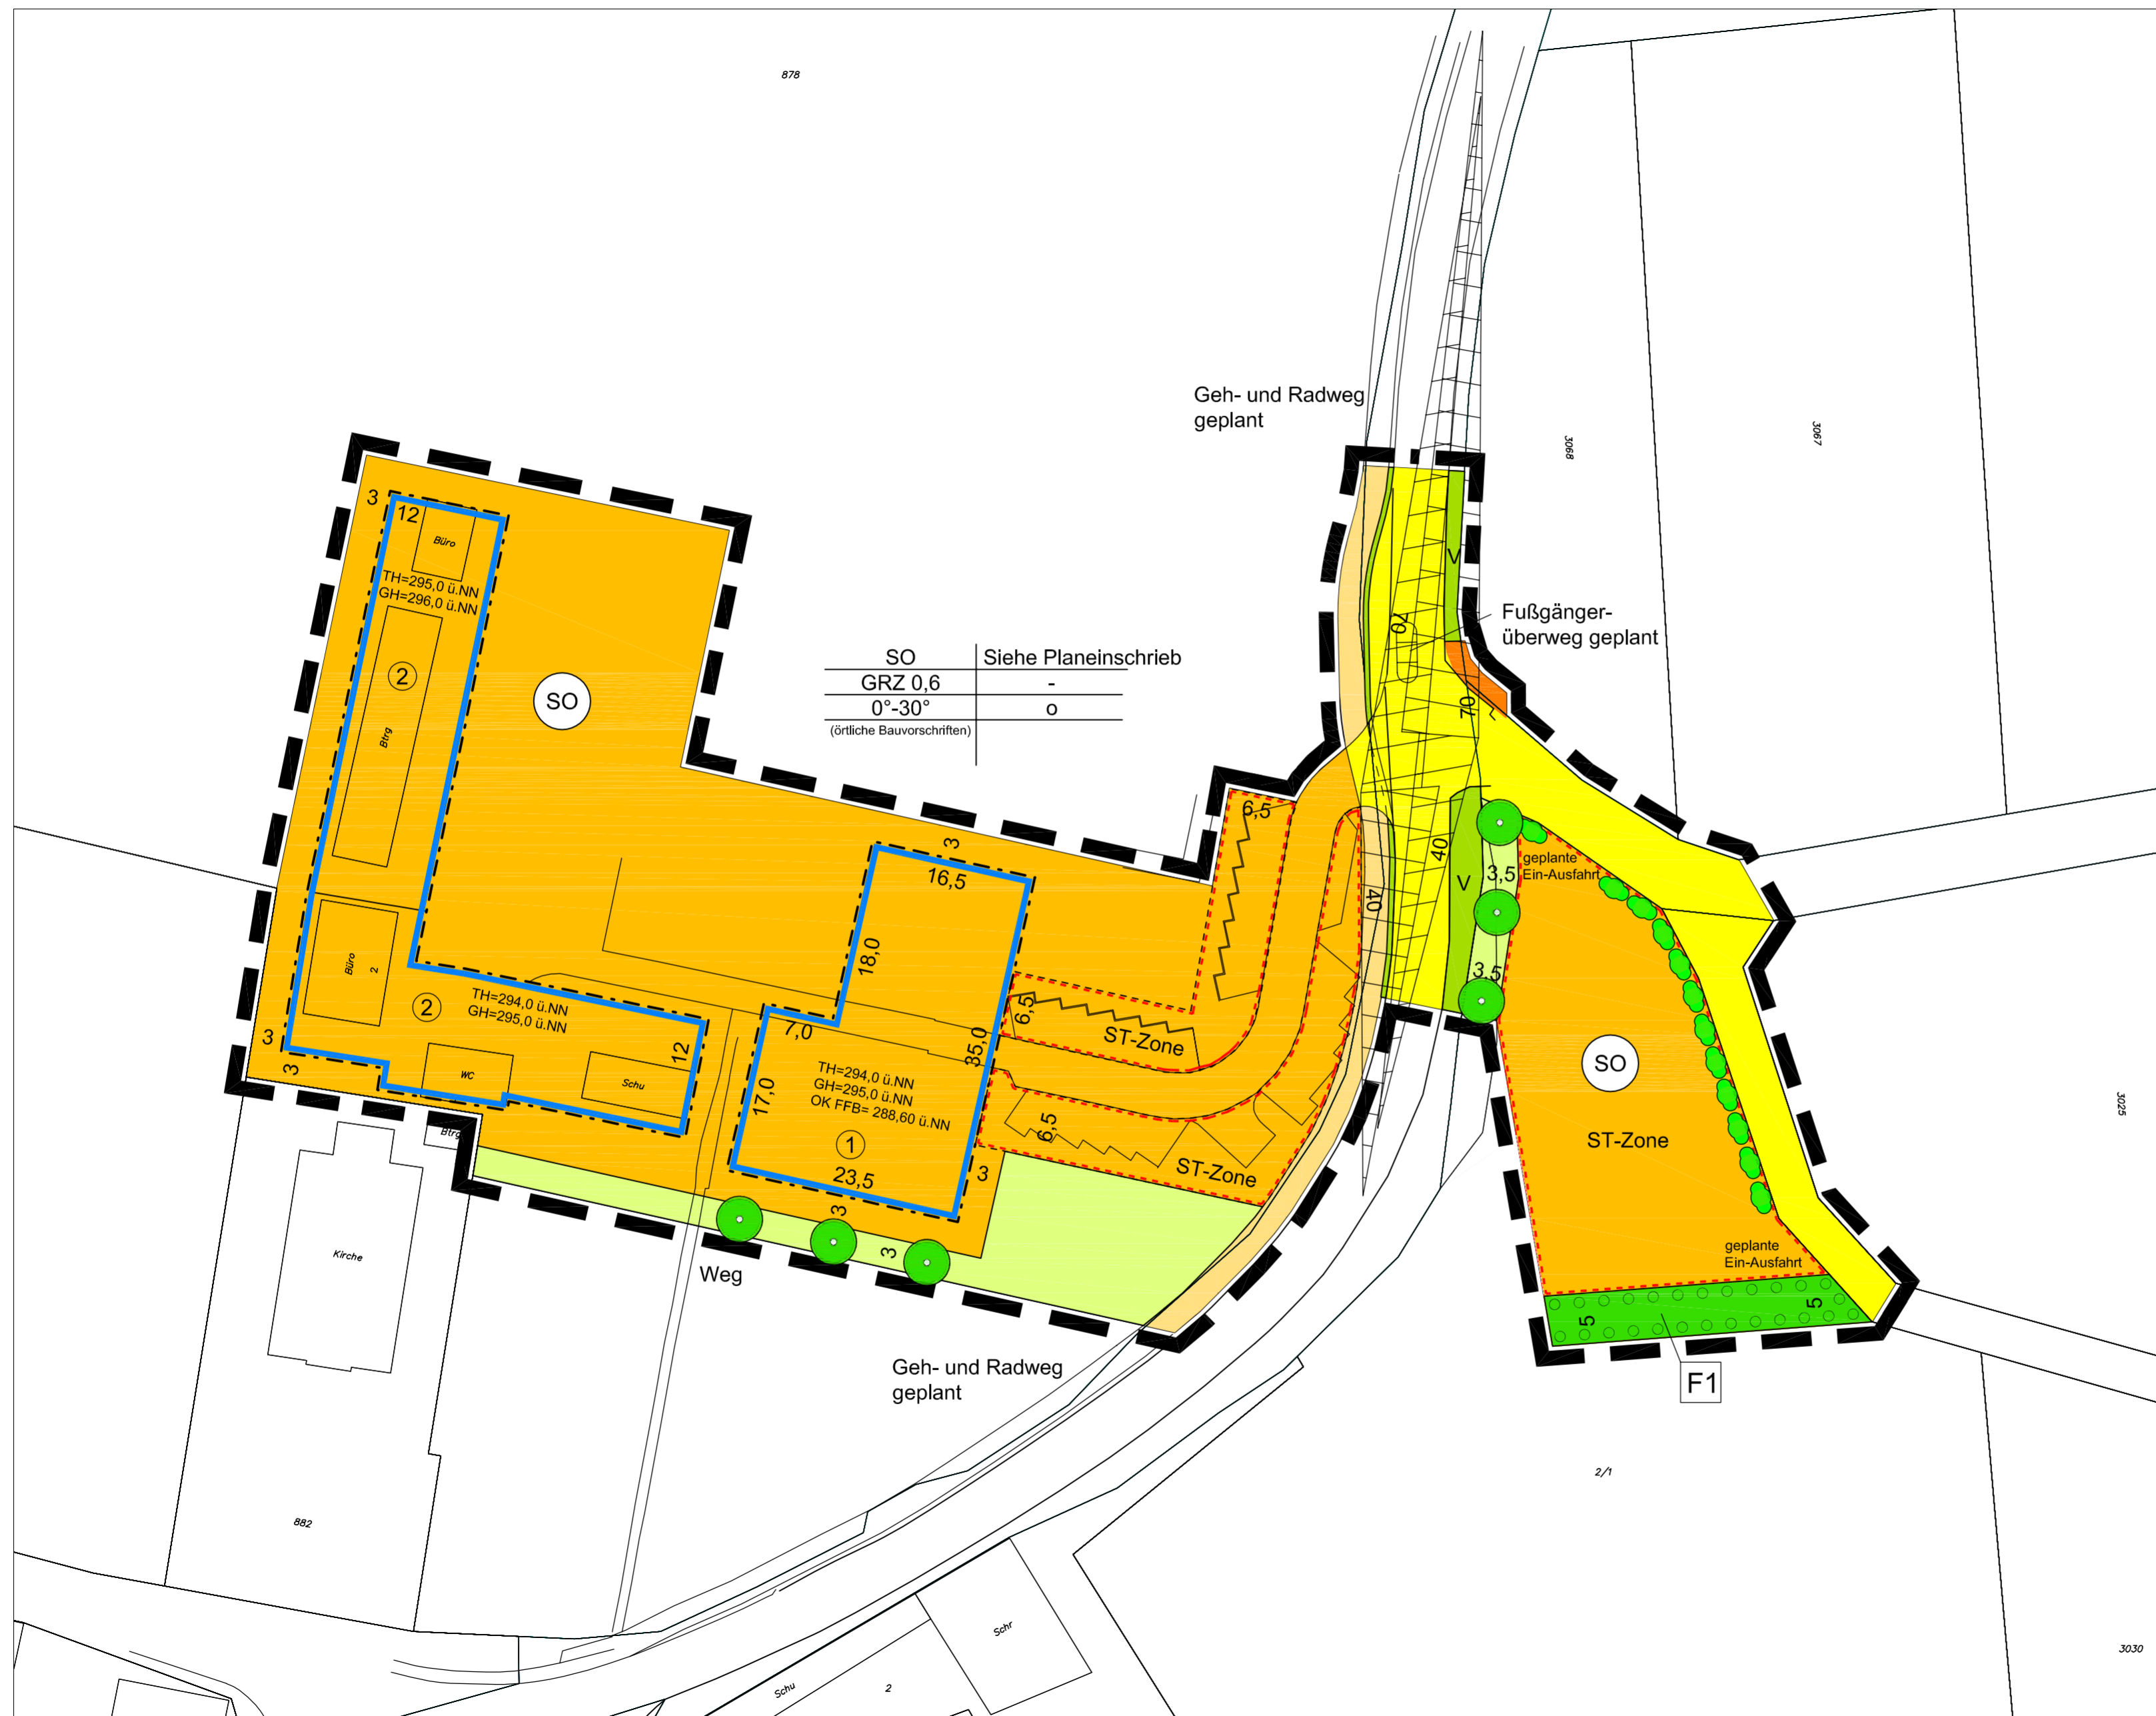 878
Geh- und Radweg
geplant
3068
3067
3
12
Büro
TH=295,0 ü.NN
GH=296,0 ü.NN
2
Btrg
SO
SO
Siehe Planeinschrieb
GRZ 0,6
-
0°-30°
o
(örtliche Bauvorschriften)
V
70
Fußgänger-
überweg geplant
70
6,5
3
16,5
18,0
40
40
V
3,5
geplante
Ein-Ausfahrt
3,5
Büro
2
2
TH=294,0 ü.NN
GH=295,0 ü.NN
3
3
WC
Schu
12
7,0
17,0
35,0
6,5
ST-Zone
TH=294,0 ü.NN
GH=295,0 ü.NN
OK FFB= 288,60 ü.NN
1
23,5
3
3
3
6,5
ST-Zone
SO
ST-Zone
geplante
Ein-Ausfahrt
5
5
F1
3025
Btrg
Kirche
Weg
Geh- und Radweg
geplant
882
2/1
Schr
Schu
2
3030